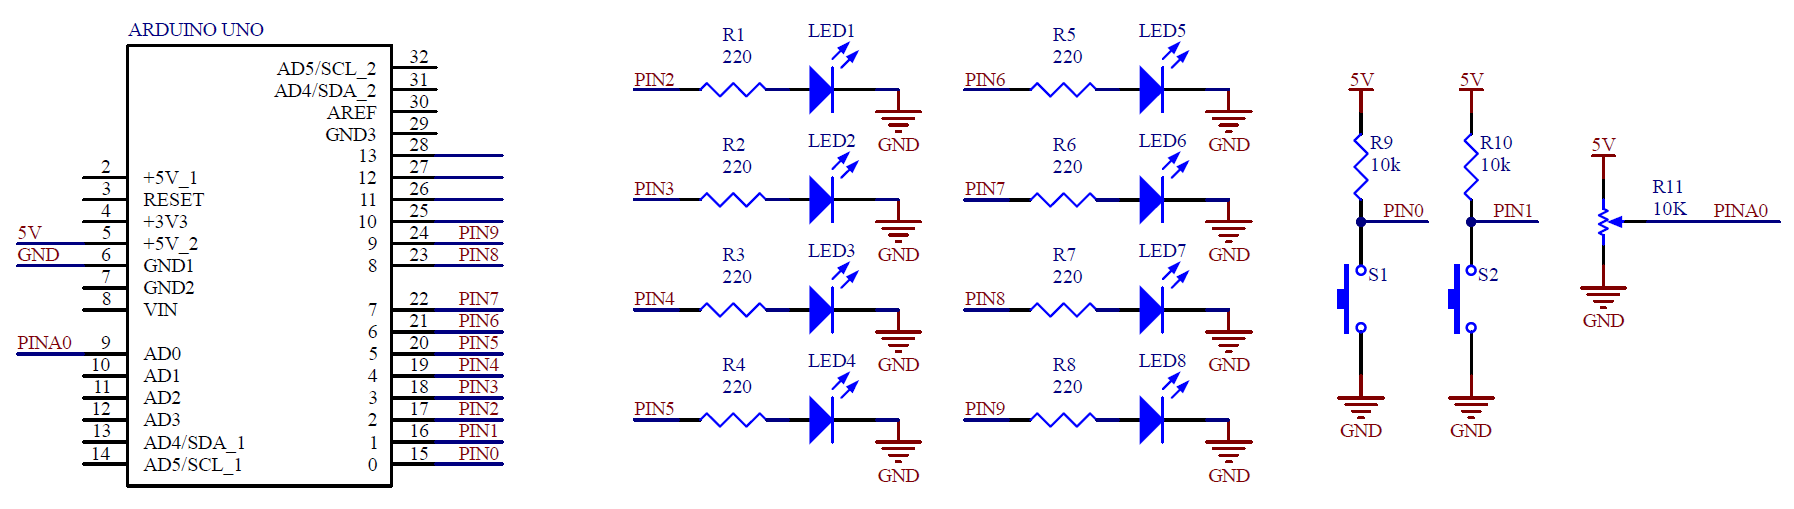 ARDUINO UNO
AD5/SCL_2 32
AD4/SDA_2 31
AREF 30
GND3 29
13 28
2 +5V_1 12 27
3 RESET 11 26
4 +3V3 10 25
5V 5 +5V_2 9 24 PIN9
GND 6 GND1 8 23 PIN8
7 GND2
8 VIN 7 22 PIN7
6 21 PIN6
PINA0 9 AD0 5 20 PIN5
10 AD1 4 19 PIN4
11 AD2 3 18 PIN3
12 AD3 2 17 PIN2
13 AD4/SDA_1 1 16 PIN1
14 AD5/SCL_1 0 15 PIN0
R1 LED1
220
PIN2
GND
R2 LED2
220
PIN3
GND
R3 LED3
220
PIN4
GND
R4 LED4
220
PIN5
GND
R5 LED5
220
PIN6
GND
R6 LED6
220
PIN7
GND
R7 LED7
220
PIN8
GND
R8 LED8
220
PIN9
GND
5V
R9
10k
PIN0
S1
GND
5V
R10
10k
PIN1
S2
GND
5V
R11
10K PINA0
GND